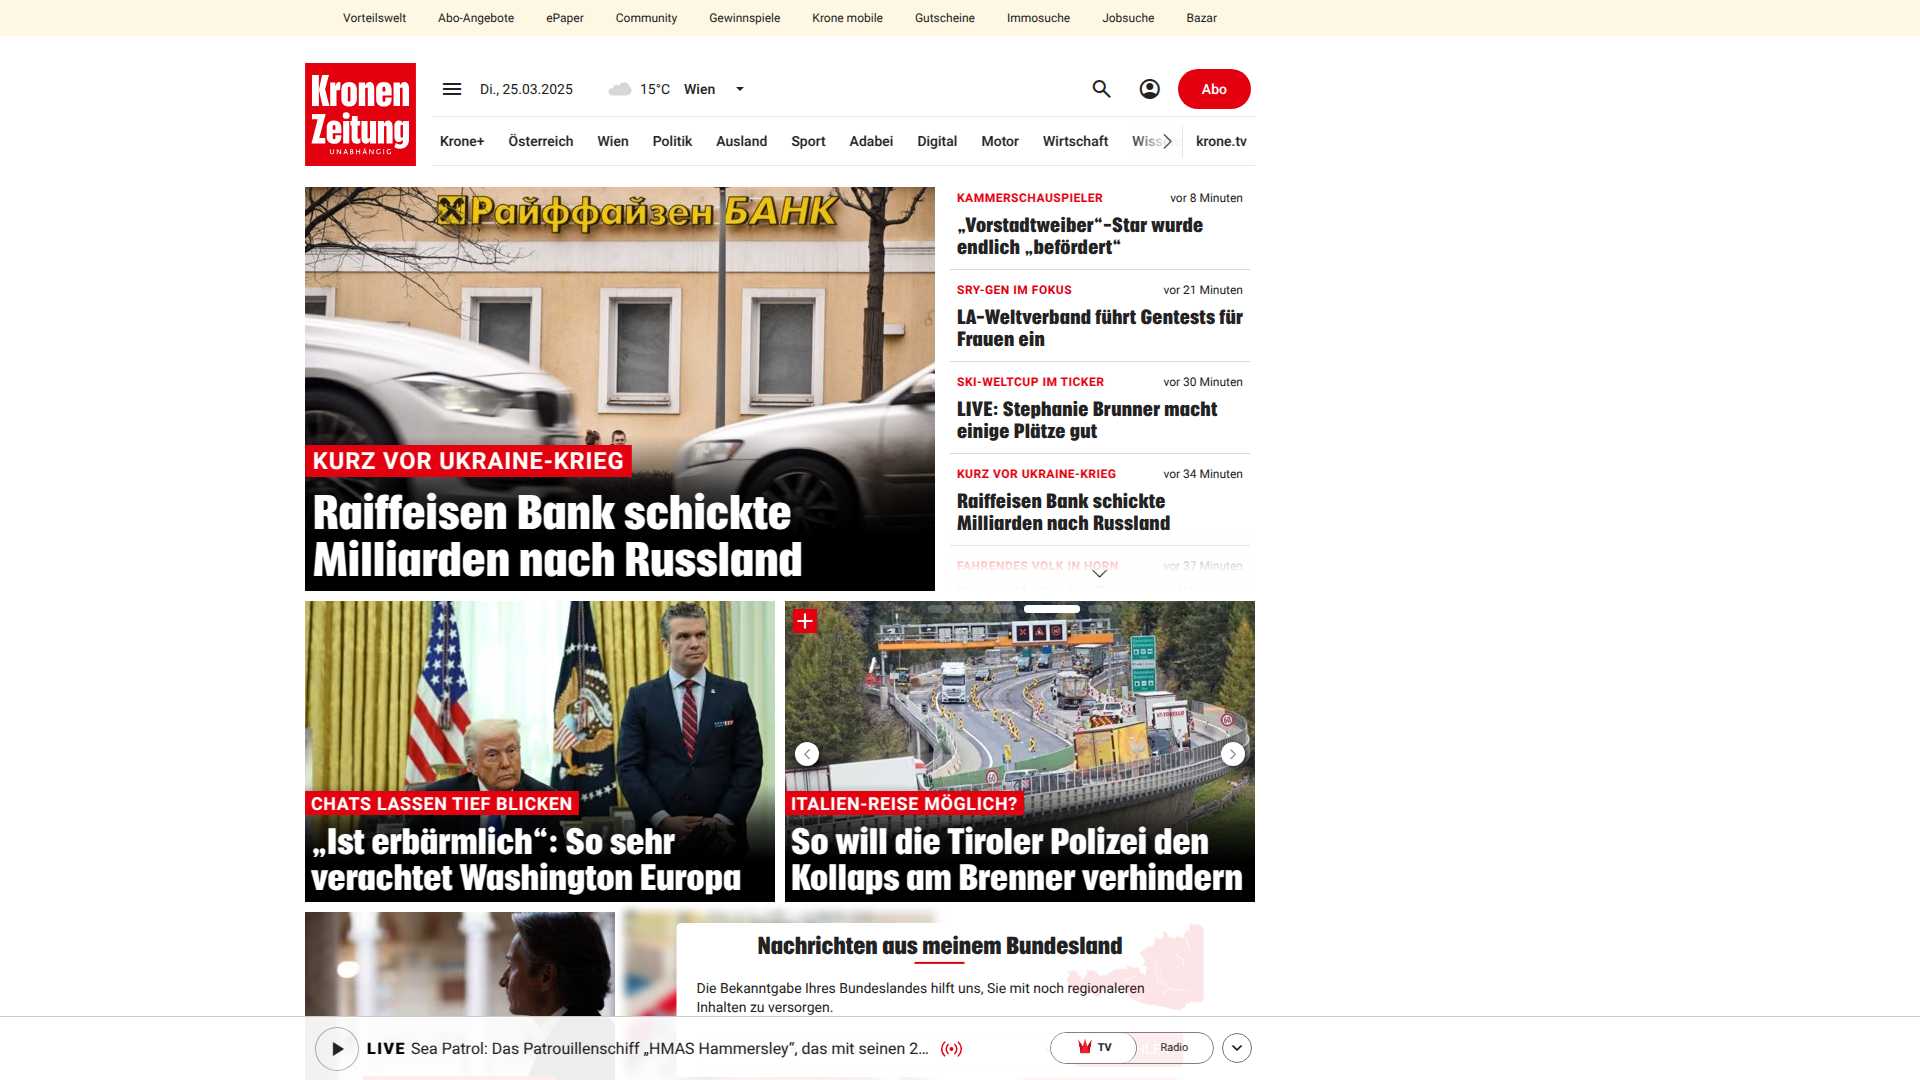 Vorteilswelt Abo-Angebote ePaper Community Gewinnspiele Krone mobile Gutscheine Immosuche Jobsuche Bazar
Kronen
Zeitung
UNABHÄNGIG
Di., 25.03.2025 15°C Wien Abo
Krone+ Österreich Wien Politik Ausland Sport Adabei Digital Motor Wirtschaft Wiss krone.tv
Райффайзен БАНК
KURZ VOR UKRAINE-KRIEG
Raiffeisen Bank schickte
Milliarden nach Russland
KAMMERSCHAUSPIELER vor 8 Minuten
„Vorstadtweiber“-Star wurde
endlich „befördert“
SRY-GEN IM FOKUS vor 21 Minuten
LA-Weltverband führt Gentests für
Frauen ein
SKI-WELTCUP IM TICKER vor 30 Minuten
LIVE: Stephanie Brunner macht
einige Plätze gut
KURZ VOR UKRAINE-KRIEG vor 34 Minuten
Raiffeisen Bank schickte
Milliarden nach Russland
FAHRENDES VOLK IN HORN vor 37 Minuten
CHATS LASSEN TIEF BLICKEN
„Ist erbärmlich“: So sehr
verachtet Washington Europa
ITALIEN-REISE MÖGLICH?
So will die Tiroler Polizei den
Kollaps am Brenner verhindern
Nachrichten aus meinem Bundesland
Die Bekanntgabe Ihres Bundeslandes hilft uns, Sie mit noch regionaleren
Inhalten zu versorgen.
LIVE Sea Patrol: Das Patrouillenschiff „HMAS Hammersley“, das mit seinen 2... TV Radio